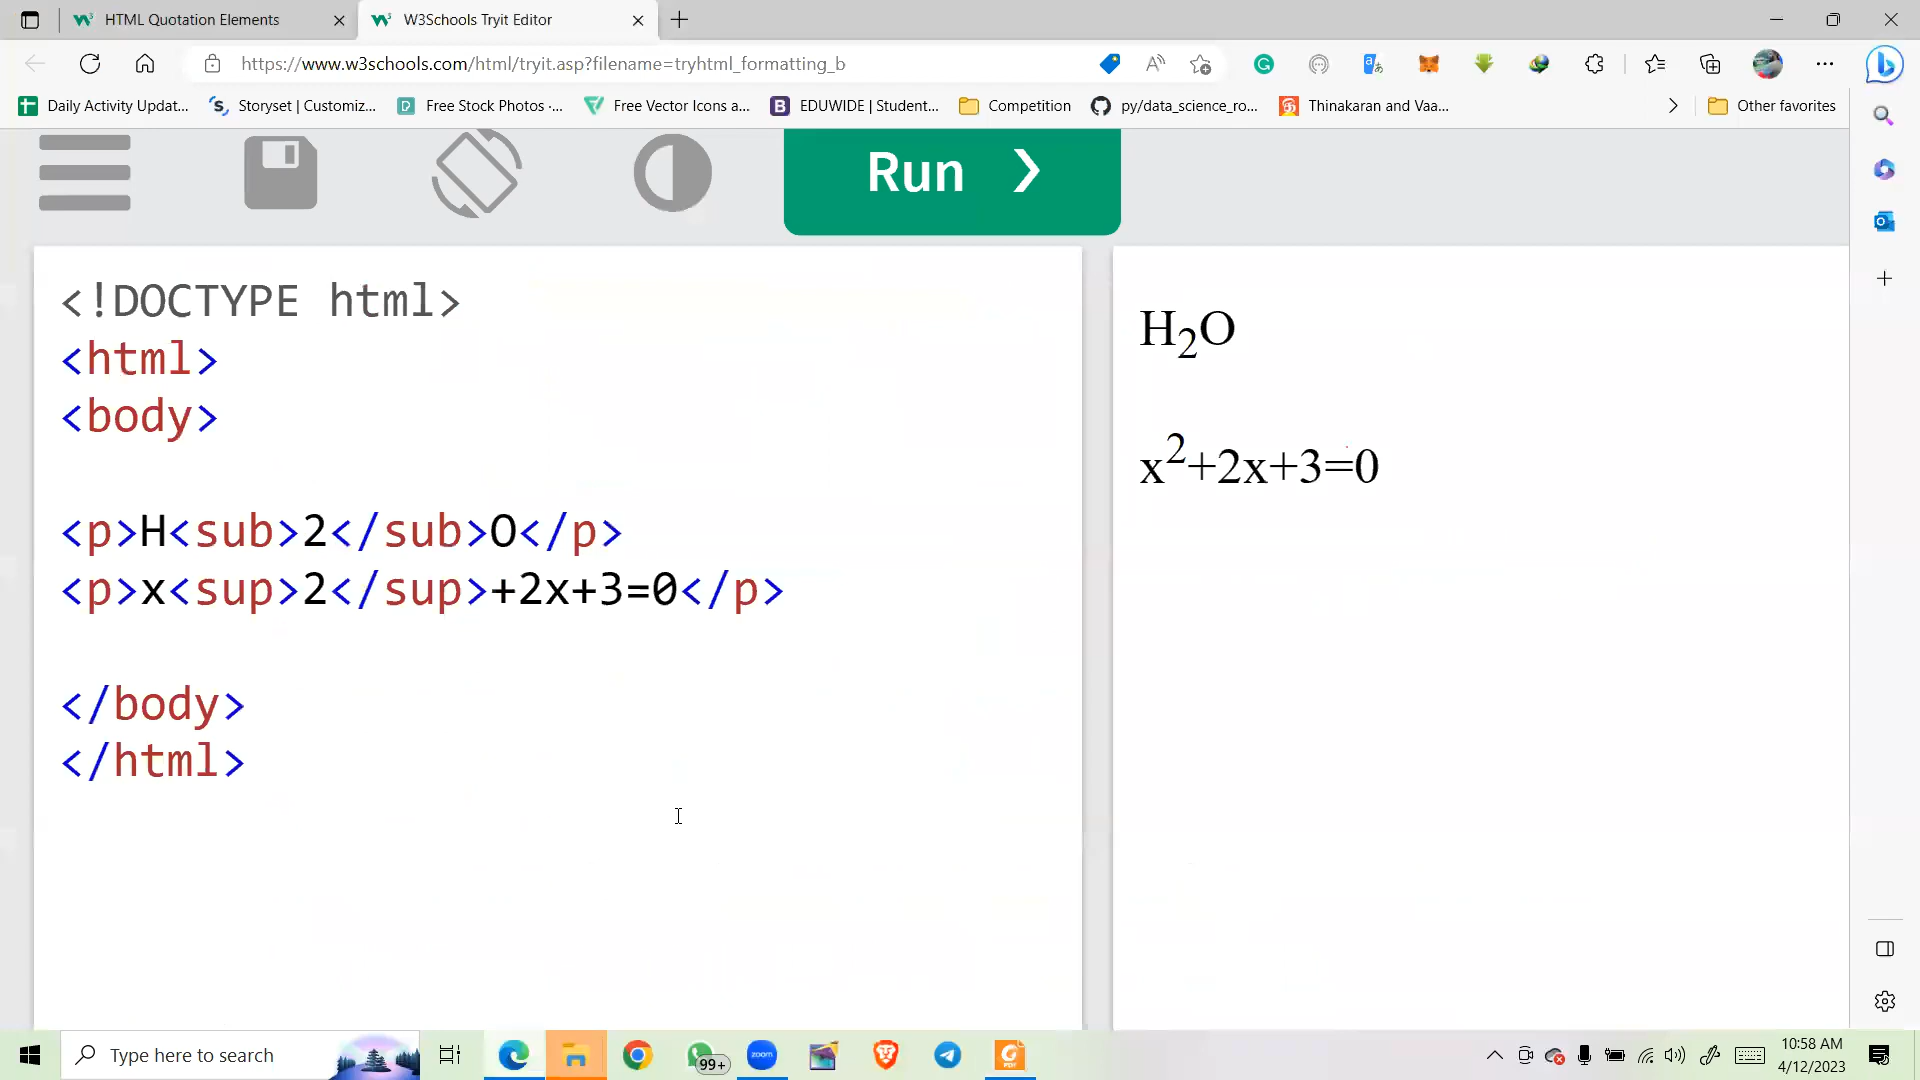 HTML Quotation Elements
W3Schools Tryit Editor
https://www.w3schools.com/html/tryit.asp?filename=tryhtml_formatting_b
Daily Activity Updat...
Storyset | Customiz...
Free Stock Photos ·...
Free Vector Icons a...
EDUWIDE | Student...
Competition
py/data_science_ro...
Thinakaran and Vaa...
Other favorites
Run ❯
<!DOCTYPE html>
<html>
<body>
<p>H<sub>2</sub>O</p>
<p>x<sup>2</sup>+2x+3=0</p>
</body>
</html>
H₂O
x²+2x+3=0
Type here to search
99+
zoom
10:58 AM
4/12/2023